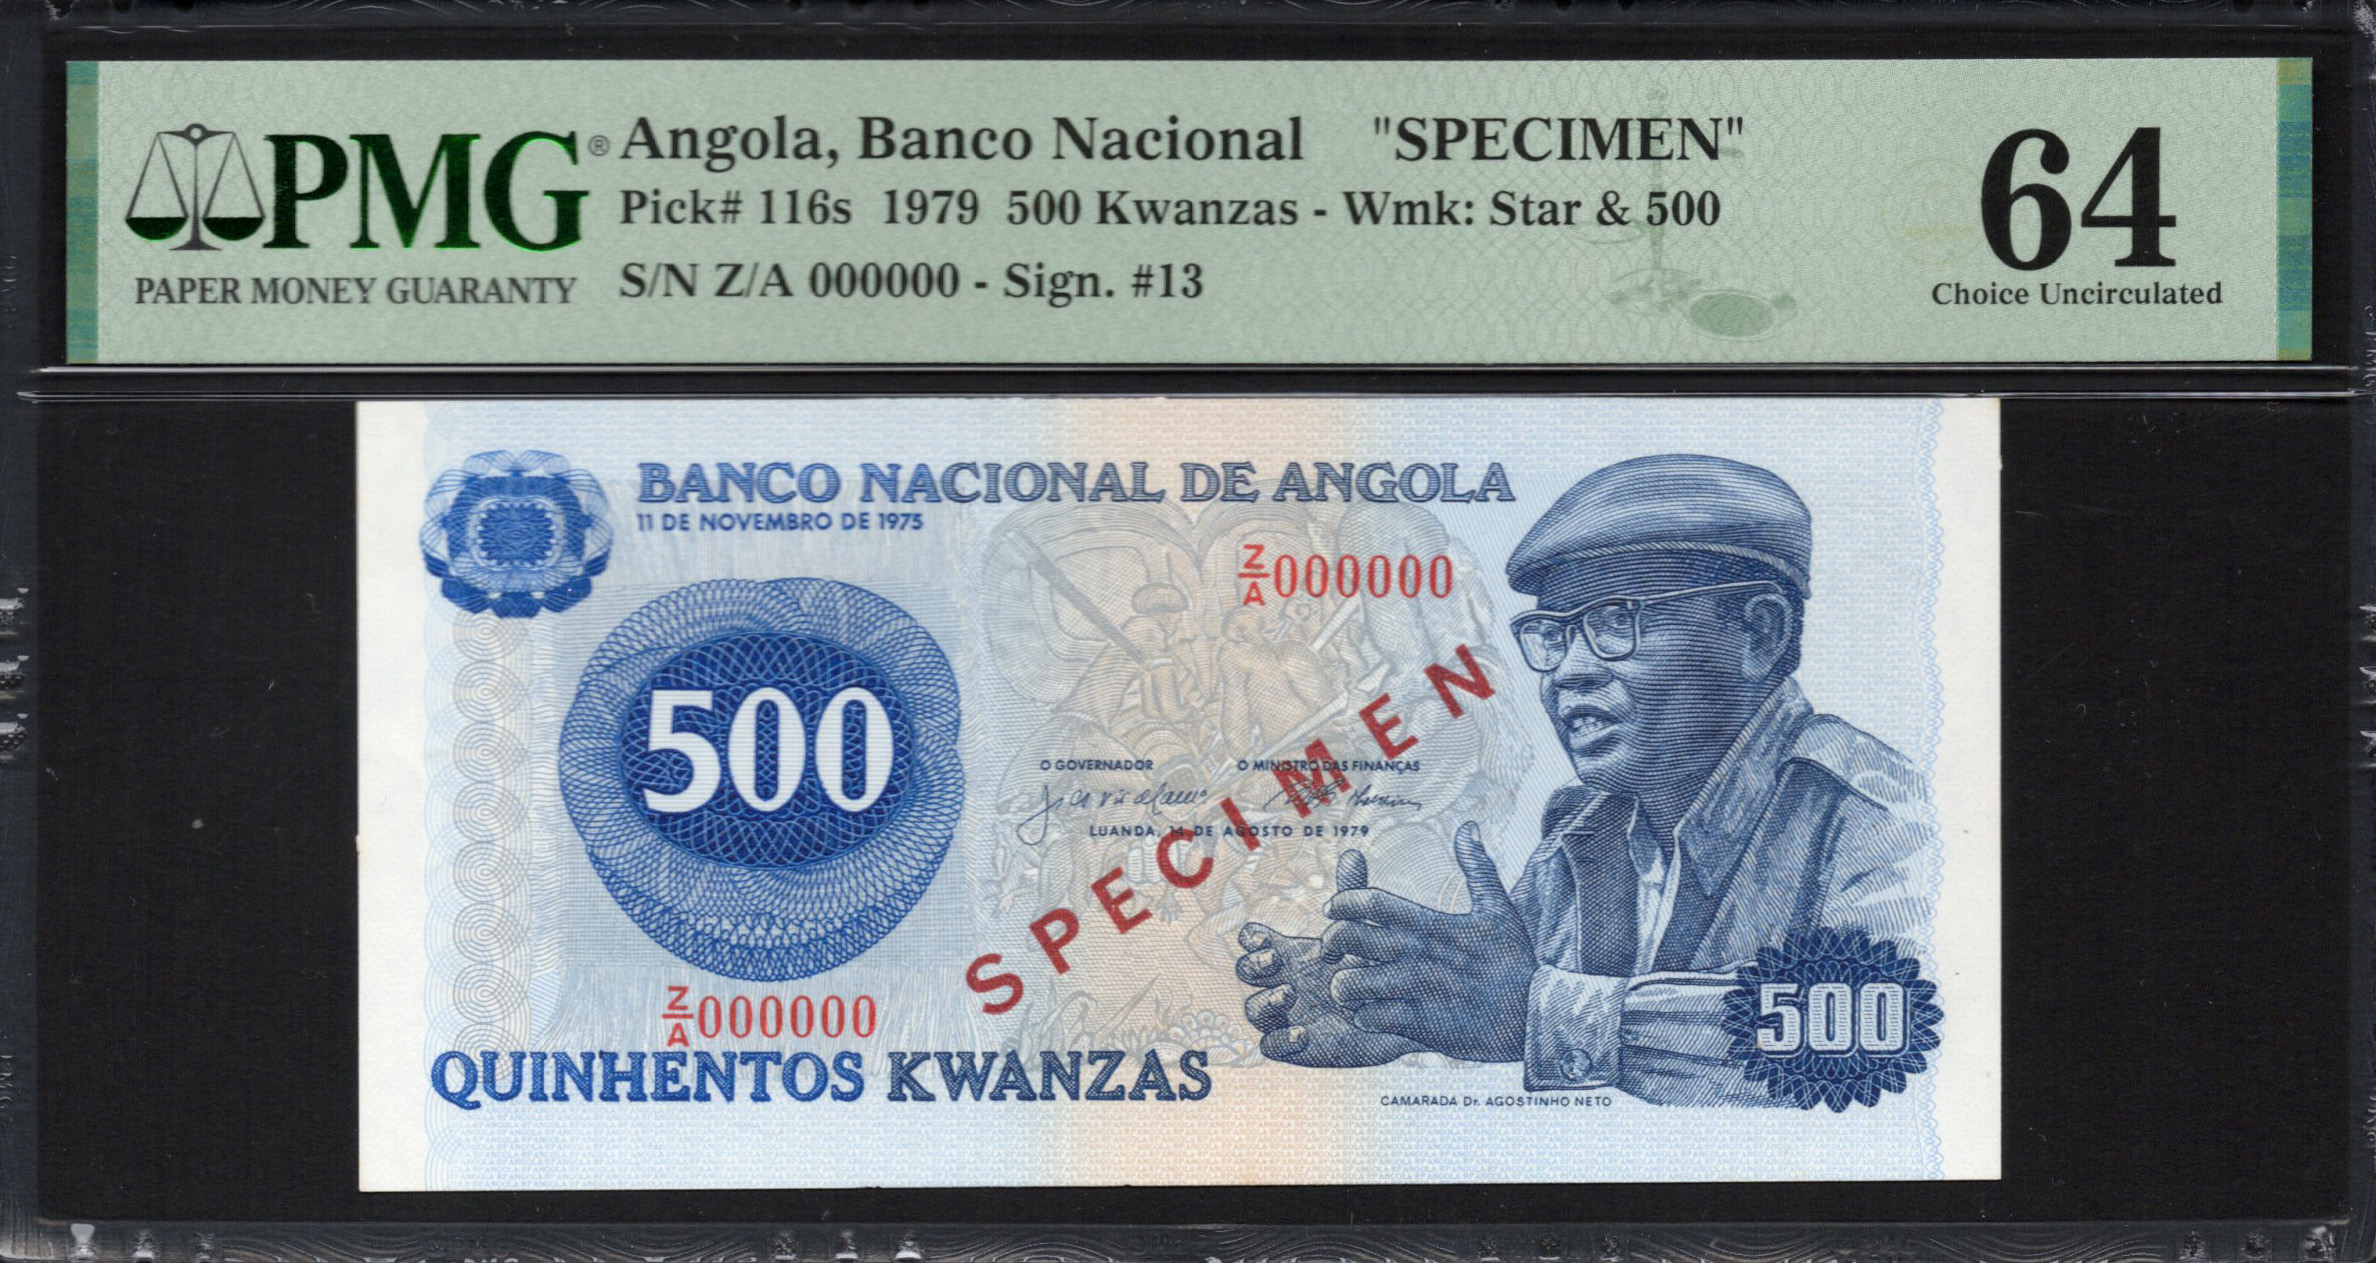 PMG®
PAPER MONEY GUARANTY
Angola, Banco Nacional "SPECIMEN"
Pick# 116s 1979 500 Kwanzas - Wmk: Star & 500
S/N Z/A 000000 - Sign. #13
64
Choice Uncirculated
BANCO NACIONAL DE ANGOLA
11 DE NOVEMBRO DE 1975
Z/A 000000
500
O GOVERNADOR O MINISTRO DAS FINANÇAS
LUANDA, 14 DE AGOSTO DE 1979
SPECIMEN
Z/A 000000
500
QUINHENTOS KWANZAS
CAMARADA Dr. AGOSTINHO NETO